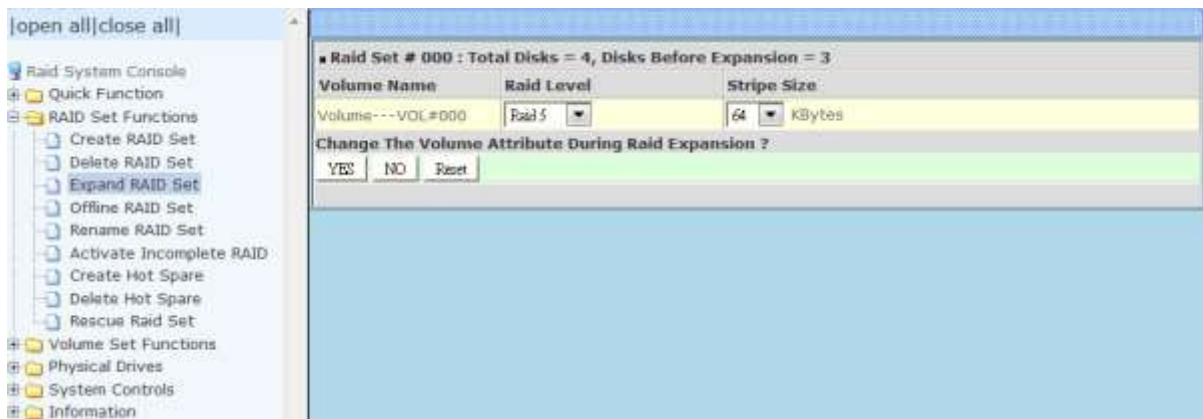 |open all|close all|
Raid System Console
Quick Function
RAID Set Functions
Create RAID Set
Delete RAID Set
Expand RAID Set
Offline RAID Set
Rename RAID Set
Activate Incomplete RAID
Create Hot Spare
Delete Hot Spare
Rescue Raid Set
Volume Set Functions
Physical Drives
System Controls
Information
Raid Set # 000 : Total Disks = 4, Disks Before Expansion = 3
Volume Name Raid Level Stripe Size
Volume---VOL#000 Raid 5 64 KBytes
Change The Volume Attribute During Raid Expansion ?
YES NO Reset